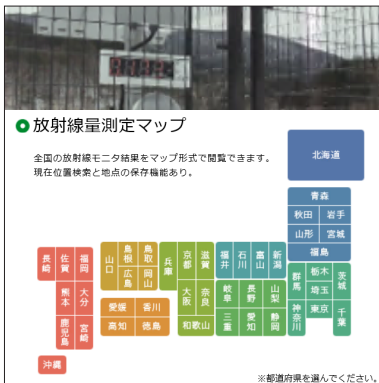 放射線量測定マップ
全国の放射線モニタ結果をマップ形式で閲覧できます。
現在位置検索と地点の保存機能あり。
北海道
青森
秋田 岩手
山形 宮城
福島
長崎 佐賀 福岡
熊本 大分
鹿児島 宮崎
沖縄
山口 島根 鳥取
広島 岡山
愛媛 香川
高知 徳島
兵庫 京都 滋賀
大阪 奈良
和歌山
福井 石川 富山 新潟
岐阜 長野 山梨
三重 愛知 静岡
群馬 栃木 茨城
埼玉
神奈川 東京 千葉
※都道府県を選んでください。